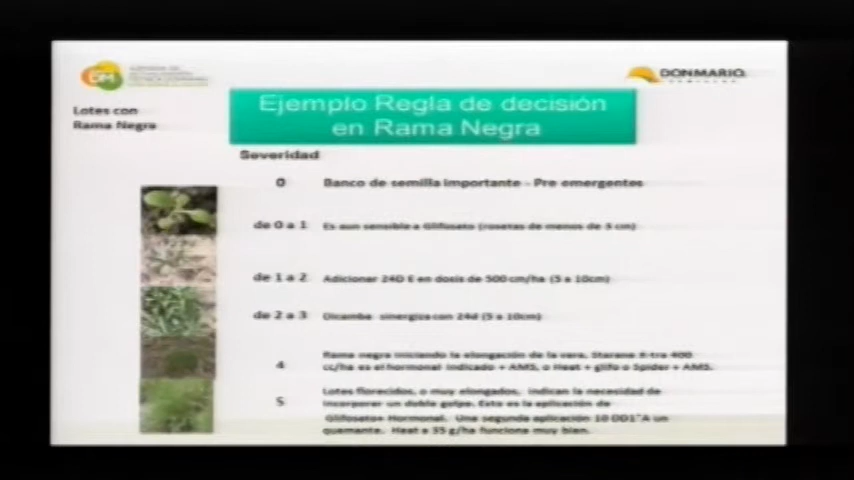 DM
DONMARIO
Lotes con
Rama Negra
Ejemplo Regla de decisión
en Rama Negra
Severidad
0 Banco de semilla importante - Pre emergentes
de 0 a 1 Es aun sensible a Glifosato (rosetas de menos de 3 cm)
de 1 a 2 Adicionar 24D E en dosis de 500 cm/ha (5 a 10cm)
de 2 a 3 Dicamba sinergiza con 24d (5 a 10cm)
Rama negra iniciando la elongación de la vara. Starane X-tra 400
4 cc/ha es el hormonal indicado + AMS, o Heat + glifo o Spider + AMS.
Lotes florecidos, o muy elongados, indican la necesidad de
5 incorporar un doble golpe. Esto es la aplicación de
Glifosato+ Hormonal. Una segunda aplicación 10 DD1°A un
quemante. Heat a 35 g/ha funciona muy bien.